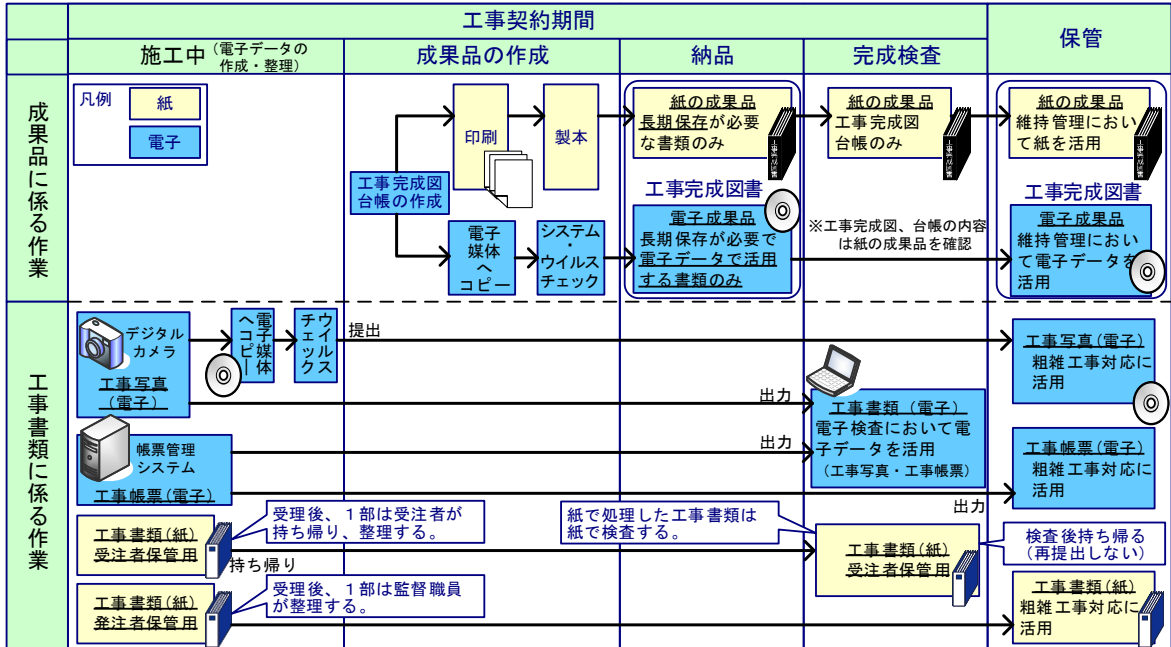 工事契約期間
保管
施工中(電子データの
作成・整理)
成果品の作成
納品
完成検査
成果品に係る作業
凡例
紙
電子
工事完成図
台帳の作成
印刷
製本
紙の成果品
長期保存が必要
な書類のみ
紙の成果品
工事完成図
台帳のみ
紙の成果品
維持管理におい
て紙を活用
工事完成図書
工事完成図書
電子
媒体
へ
コピー
システム
・
ウイルス
チェック
電子成果品
長期保存が必要で
電子データで活用
する書類のみ
※工事完成図、台帳の内容
は紙の成果品を確認
電子成果品
維持管理におい
て電子データを
活用
工事書類に係る作業
デジタル
カメラ
工事写真
(電子)
電子媒体
へコピー
ウイルス
チェック
提出
工事写真(電子)
粗雑工事対応に
活用
出力
工事書類(電子)
電子検査において電
子データを活用
(工事写真・工事帳票)
帳票管理
システム
工事帳票(電子)
出力
工事帳票(電子)
粗雑工事対応に
活用
出力
工事書類(紙)
受注者保管用
受理後、1部は受注者が
持ち帰り、整理する。
持ち帰り
紙で処理した工事書類は
紙で検査する。
工事書類(紙)
受注者保管用
検査後持ち帰る
(再提出しない)
工事書類(紙)
発注者保管用
受理後、1部は監督職員
が整理する。
工事書類(紙)
粗雑工事対応に
活用